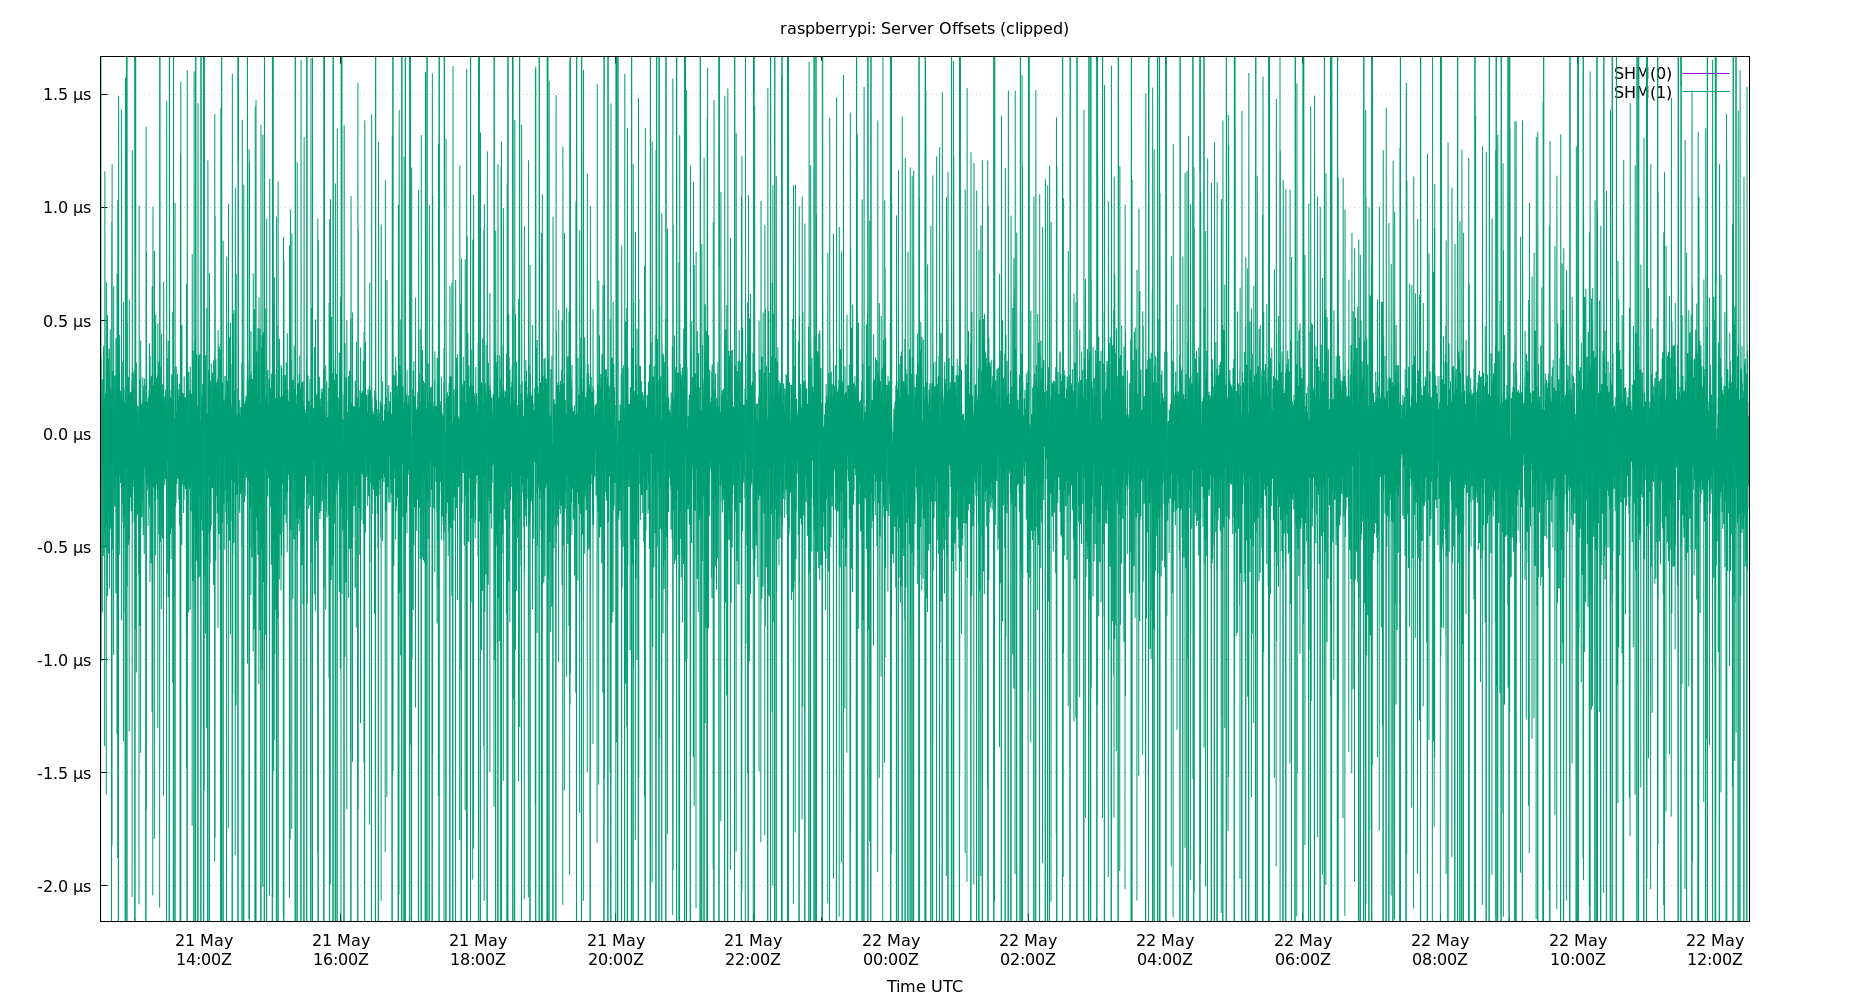 raspberrypi: Server Offsets (clipped)
SHM(0)
SHM(1)
1.5 µs
1.0 µs
0.5 µs
0.0 µs
-0.5 µs
-1.0 µs
-1.5 µs
-2.0 µs
21 May 21 May 21 May 21 May 21 May 22 May 22 May 22 May 22 May 22 May 22 May 22 May
14:00Z 16:00Z 18:00Z 20:00Z 22:00Z 00:00Z 02:00Z 04:00Z 06:00Z 08:00Z 10:00Z 12:00Z
Time UTC